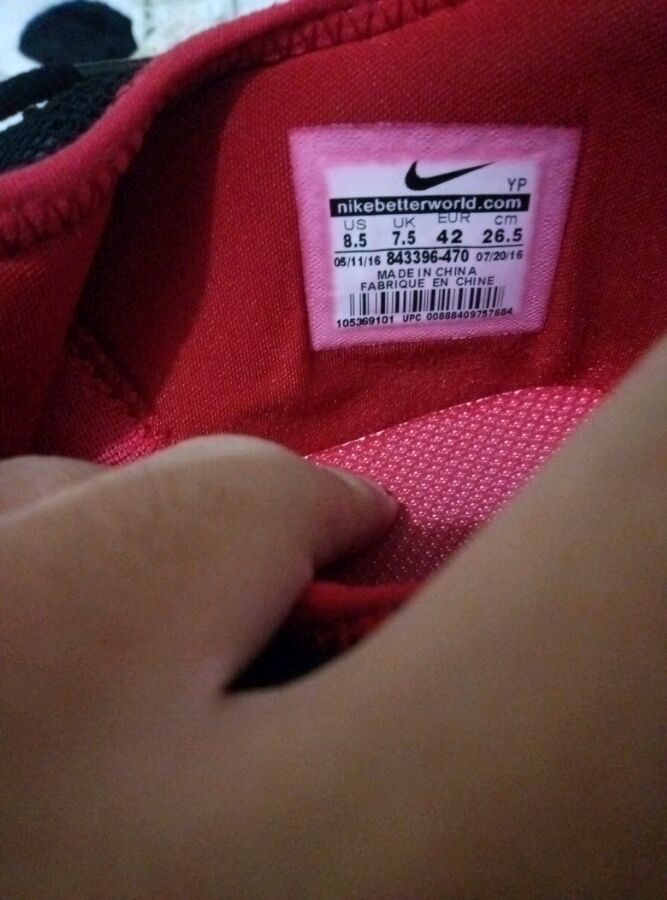 YP
nikebetterworld.com
US UK EUR cm
8.5 7.5 42 26.5
05/11/16 843396-470 07/20/16
MADE IN CHINA
FABRIQUE EN CHINE
105369101 UPC 00888409757684